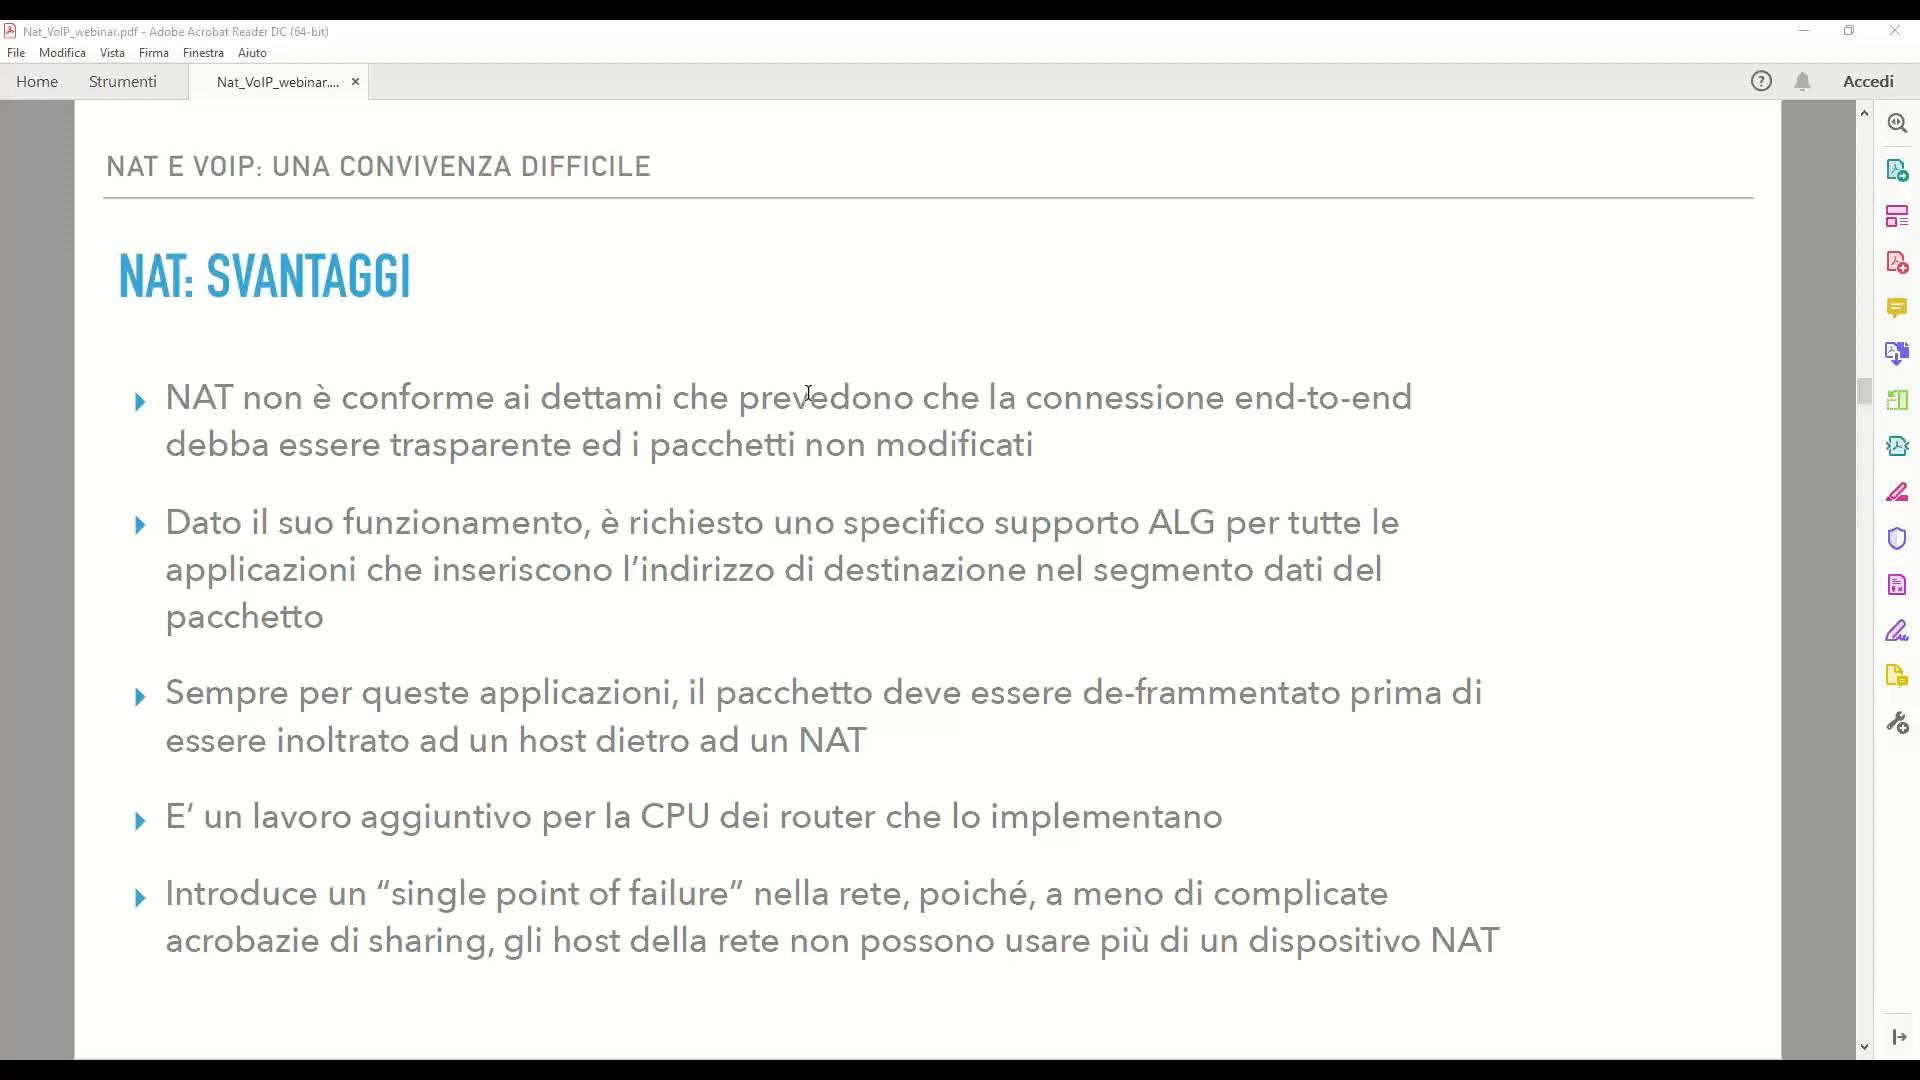 Nat_VoIP_webinar.pdf - Adobe Acrobat Reader DC (64-bit)
File Modifica Vista Firma Finestra Aiuto
Home Strumenti Nat_VoIP_webinar.... × ? Accedi
NAT E VOIP: UNA CONVIVENZA DIFFICILE
NAT: SVANTAGGI
NAT non è conforme ai dettami che prevedono che la connessione end-to-end
debba essere trasparente ed i pacchetti non modificati
Dato il suo funzionamento, è richiesto uno specifico supporto ALG per tutte le
applicazioni che inseriscono l’indirizzo di destinazione nel segmento dati del
pacchetto
Sempre per queste applicazioni, il pacchetto deve essere de-frammentato prima di
essere inoltrato ad un host dietro ad un NAT
E’ un lavoro aggiuntivo per la CPU dei router che lo implementano
Introduce un “single point of failure” nella rete, poiché, a meno di complicate
acrobazie di sharing, gli host della rete non possono usare più di un dispositivo NAT